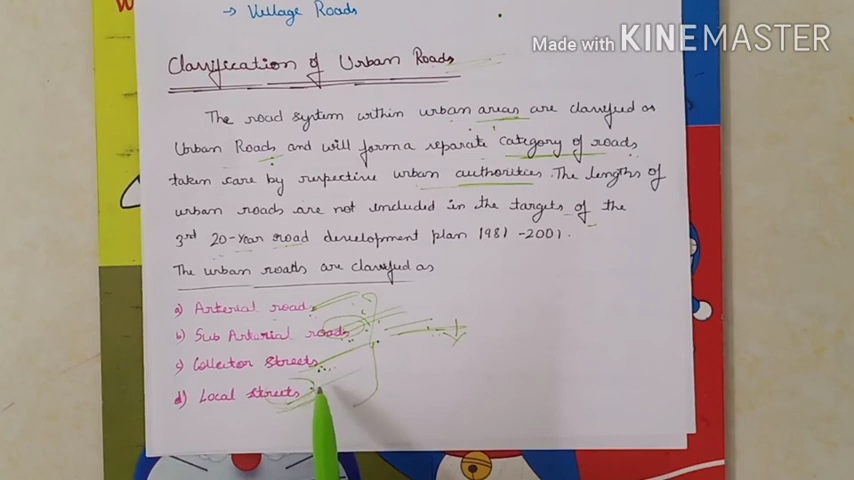 W
→ Village Roads
Made with KINEMASTER
Classification of Urban Roads
The road system within urban areas are classified as
Urban Roads and will form a separate category of roads
taken care by respective urban authorities. The lengths of
urban roads are not included in the targets of the
3rd 20-Year road development plan 1981 - 2001.
The urban roads are classified as
a) Arterial roads
b) Sub Arterial roads
c) Collector Streets
d) Local Streets